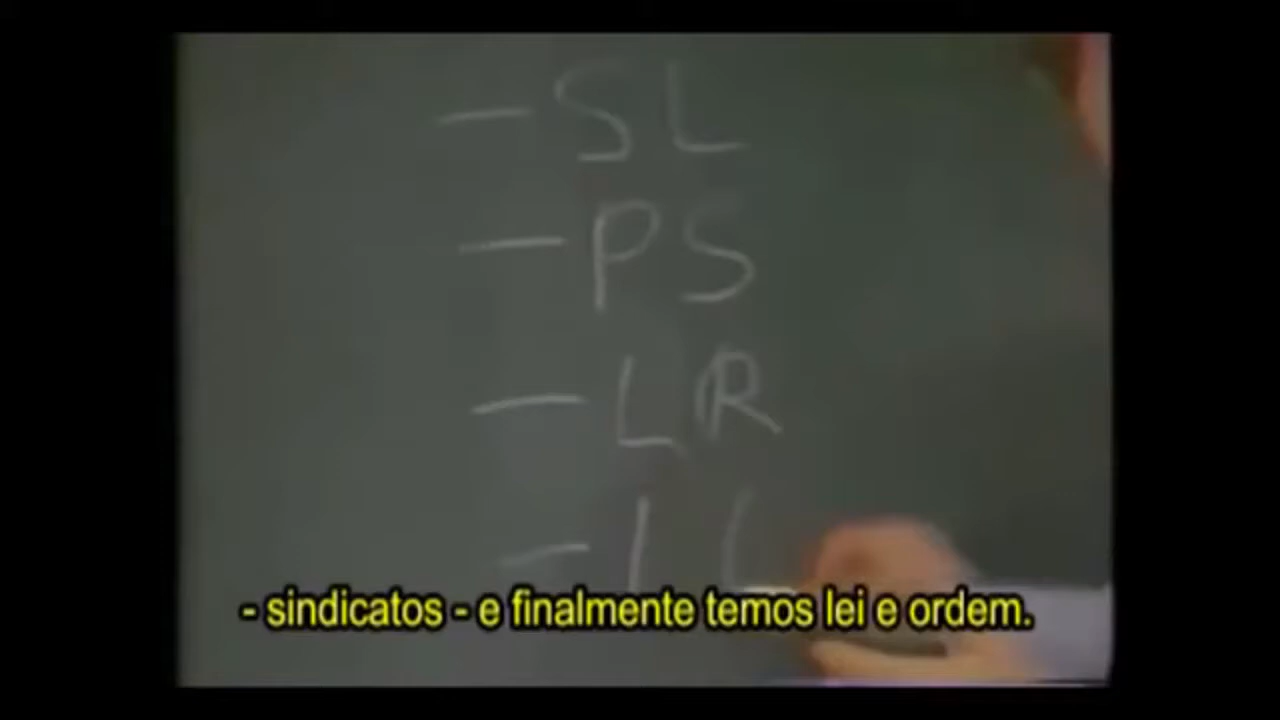 - SL
- PS
- LR
- I L
- sindicatos - e finalmente temos lei e ordem.